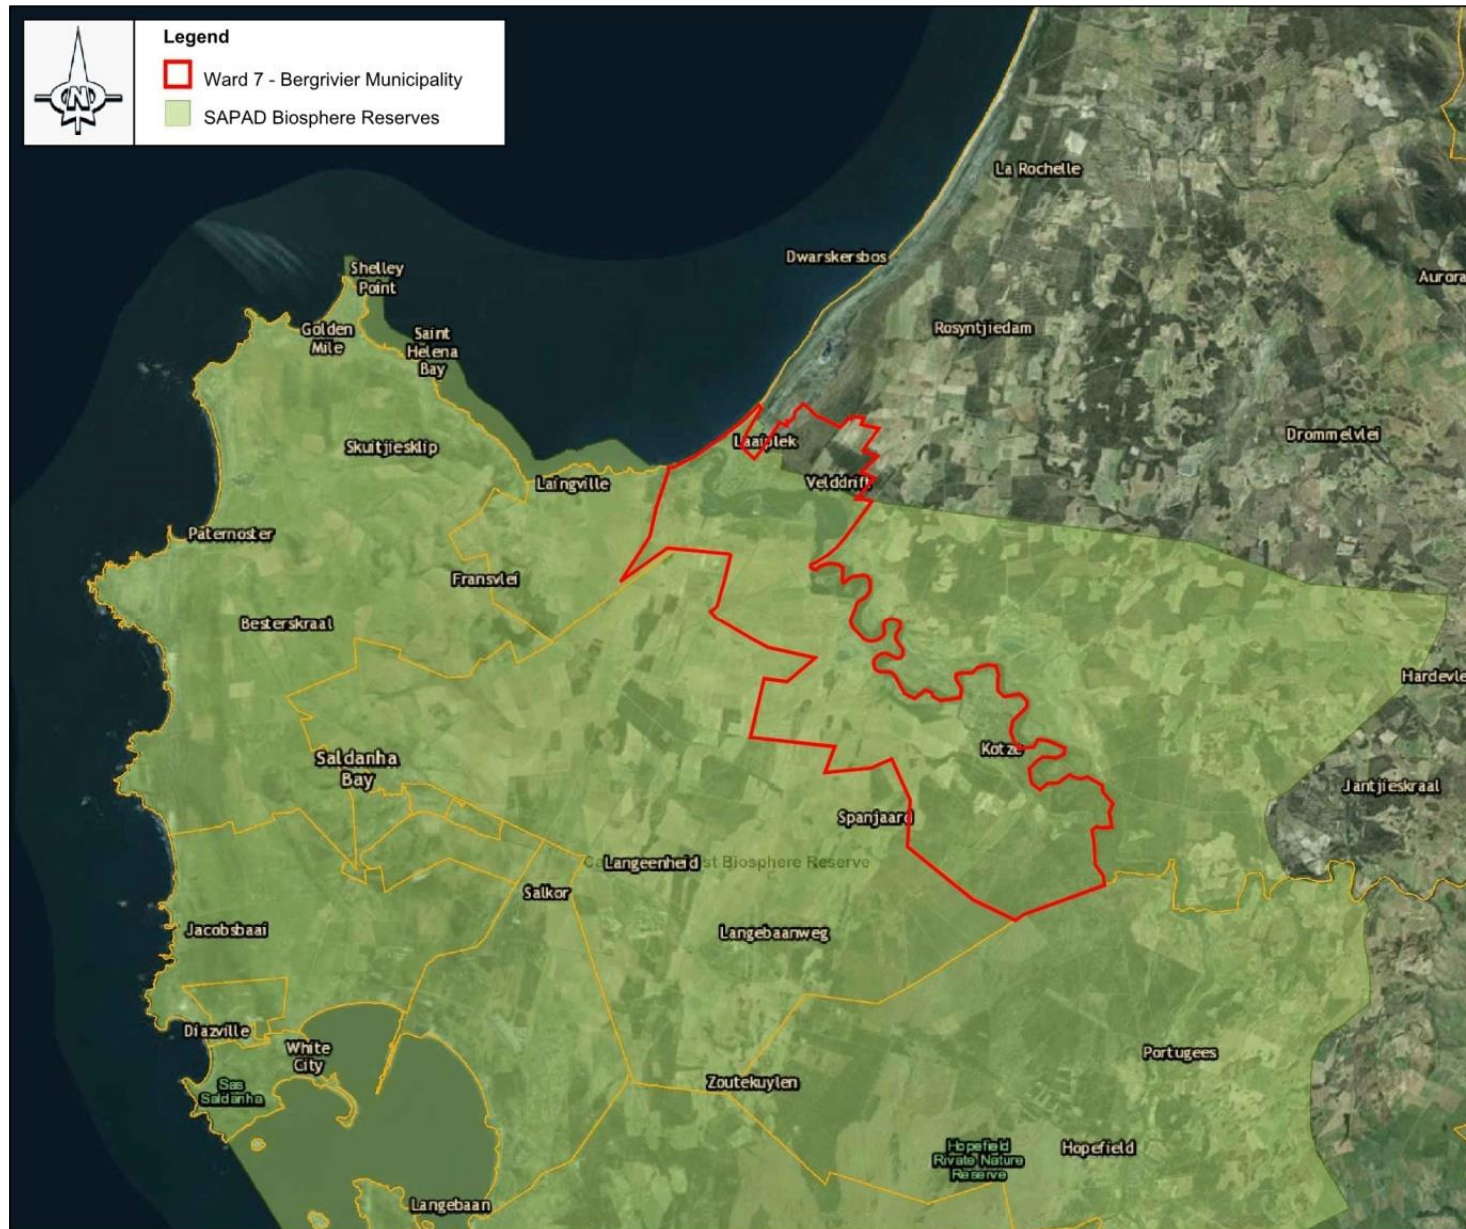 Legend
Ward 7 - Bergrivier Municipality
SAPAD Biosphere Reserves
N
La Rochelle
Dwarskersbos
Shelley
Point
Aurora
Golden
Mile
Saint
Helena
Bay
Rosyntjiedam
Laaiplek
Drommelvlei
Skuitjiesklip
Laingville
Velddrift
Paternoster
Fransvlei
Besterskraal
Hardevle
Saldanha
Bay
Kotze
Jantjieskraal
Spanjaard
Langeenheid
st Biosphere Reserve
Salkor
Jacobsbaai
Langebaanweg
Diazville
White
City
Portugees
Sas
Saldanha
Zoutekuylen
Hopefield
Rivate Nature
Reserve
Hopefield
Langebaan